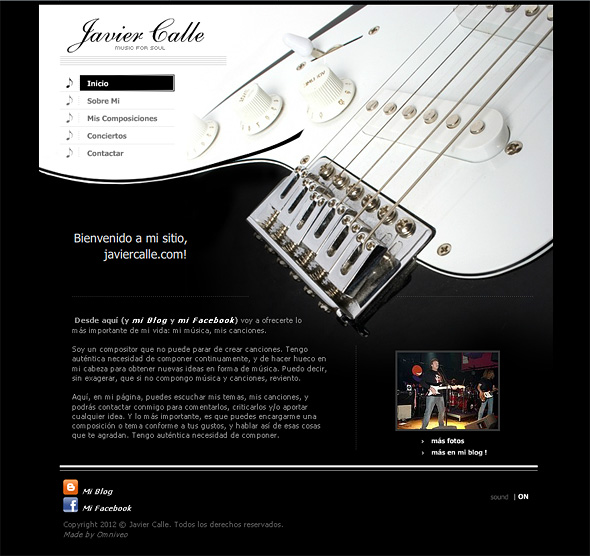 Javier Calle
MUSIC FOR SOUL
Inicio
Sobre Mi
Mis Composiciones
Conciertos
Contactar
Bienvenido a mi sitio,
javiercalle.com!
Desde aquí (y mi Blog y mi Facebook) voy a ofrecerte lo
más importante de mi vida: mi música, mis canciones.
Soy un compositor que no puede parar de crear canciones. Tengo
auténtica necesidad de componer continuamente, y de hacer hueco en
mi cabeza para obtener nuevas ideas en forma de música. Puedo decir,
sin exagerar, que si no compongo música y canciones, reviento.
Aquí, en mi página, puedes escuchar mis temas, mis canciones, y
podrás contactar conmigo para comentarlos, criticarlos y/o aportar
cualquier idea. Y lo más importante, es que puedes encargarme una
composición o tema conforme a tus gustos, y hablar así de esas cosas
que te agradan. Tengo auténtica necesidad de componer.
› más fotos
› más en mi blog !
Mi Blog
Mi Facebook
sound | ON
Copyright 2012 © Javier Calle. Todos los derechos reservados.
Made by Omniveo